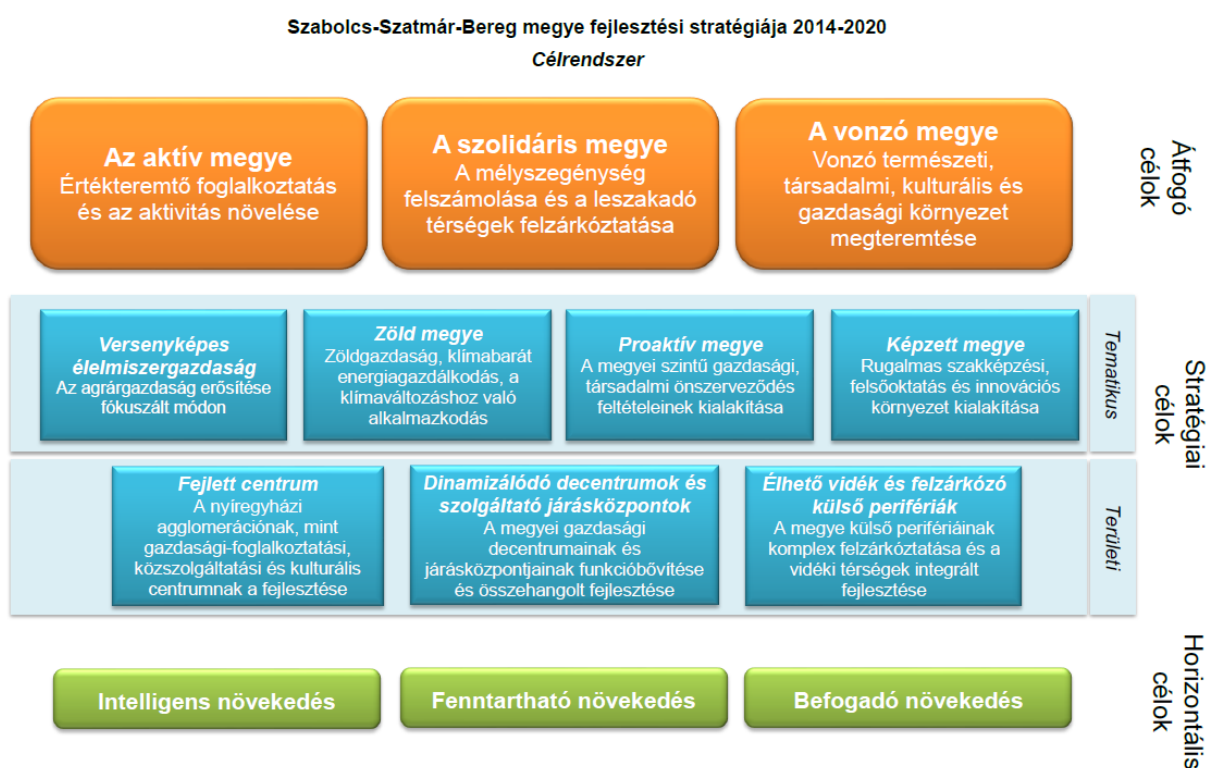 Szabolcs-Szatmár-Bereg megye fejlesztési stratégiája 2014-2020
Célrendszer
Az aktív megye
Értékteremtő foglalkoztatás
és az aktivitás növelése
A szolidáris megye
A mélyszegénység
felszámolása és a leszakadó
térségek felzárkóztatása
A vonzó megye
Vonzó természeti,
társadalmi, kulturális és
gazdasági környezet
megteremtése
Átfogó
célok
Versenyképes
élelmiszergazdaság
Az agrárgazdaság erősítése
fókuszált módon
Zöld megye
Zöldgazdaság, klímabarát
energiagazdálkodás, a
klímaváltozáshoz való
alkalmazkodás
Proaktív megye
A megyei szintű gazdasági,
társadalmi önszerveződés
feltételeinek kialakítása
Képzett megye
Rugalmas szakképzési,
felsőoktatás és innovációs
környezet kialakítása
Tematikus
Stratégiai
célok
Fejlett centrum
A nyíregyházi
agglomerációnak, mint
gazdasági-foglalkoztatási,
közszolgáltatási és kulturális
centrumnak a fejlesztése
Dinamizálódó decentrumok és
szolgáltató járásközpontok
A megyei gazdasági
decentrumainak és
járásközpontjainak funkcióbővítése
és összehangolt fejlesztése
Élhető vidék és felzárkózó
külső perifériák
A megye külső perifériáinak
komplex felzárkóztatása és a
vidéki térségek integrált
fejlesztése
Területi
Intelligens növekedés
Fenntartható növekedés
Befogadó növekedés
Horizontális
célok